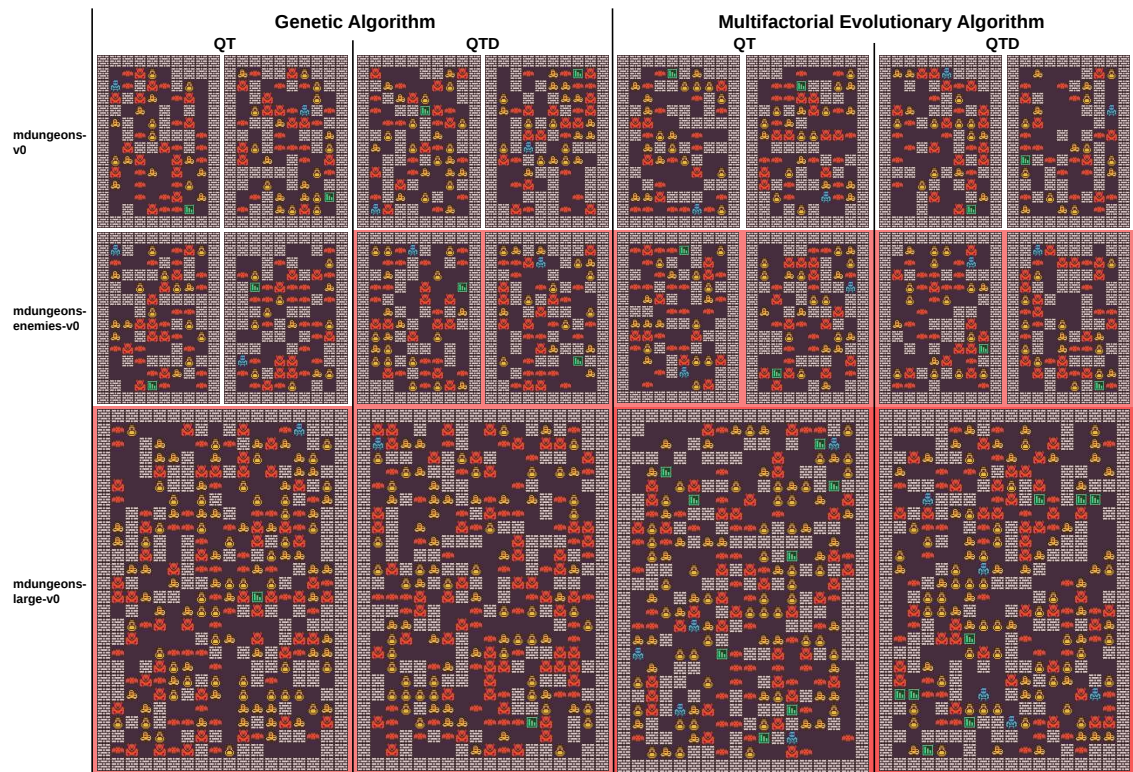 Genetic Algorithm
Multifactorial Evolutionary Algorithm
QT
QTD
QT
QTD
mdungeons-
v0
mdungeons-
enemies-v0
mdungeons-
large-v0